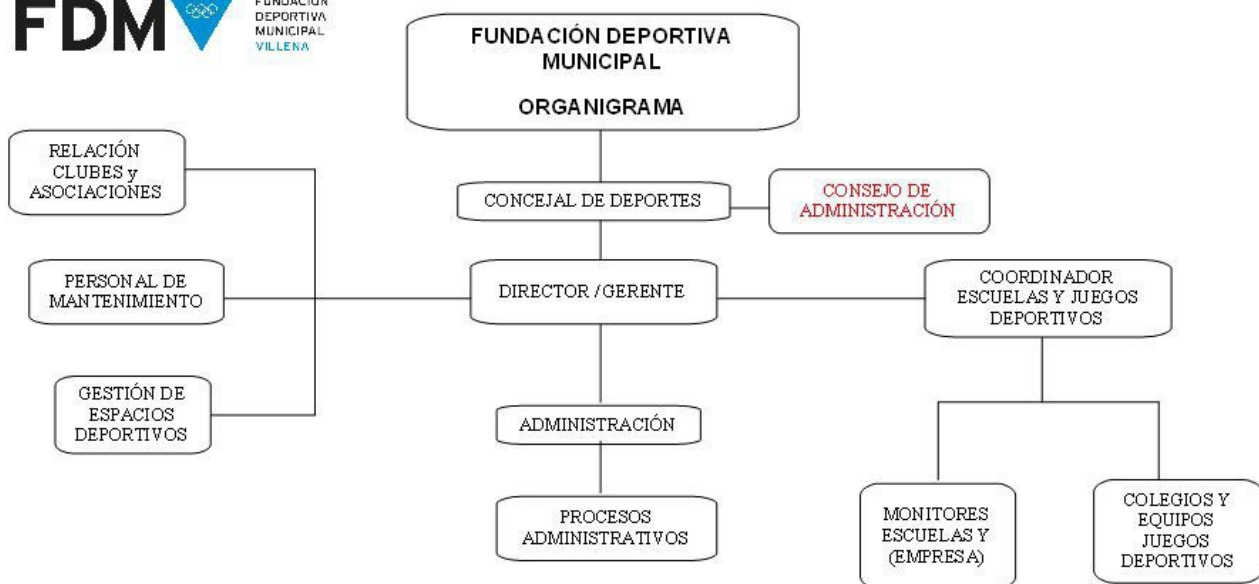 FDM
FUNDACIÓN
DEPORTIVA
MUNICIPAL
VILLENA
FUNDACIÓN DEPORTIVA
MUNICIPAL
ORGANIGRAMA
RELACIÓN
CLUBES y
ASOCIACIONES
CONCEJAL DE DEPORTES
CONSEJO DE
ADMINISTRACIÓN
PERSONAL DE
MANTENIMIENTO
DIRECTOR / GERENTE
COORDINADOR
ESCUELAS Y JUEGOS
DEPORTIVOS
GESTIÓN DE
ESPACIOS
DEPORTIVOS
ADMINISTRACIÓN
PROCESOS
ADMINISTRATIVOS
MONITORES
ESCUELAS Y
(EMPRESA)
COLEGIOS Y
EQUIPOS
JUEGOS
DEPORTIVOS